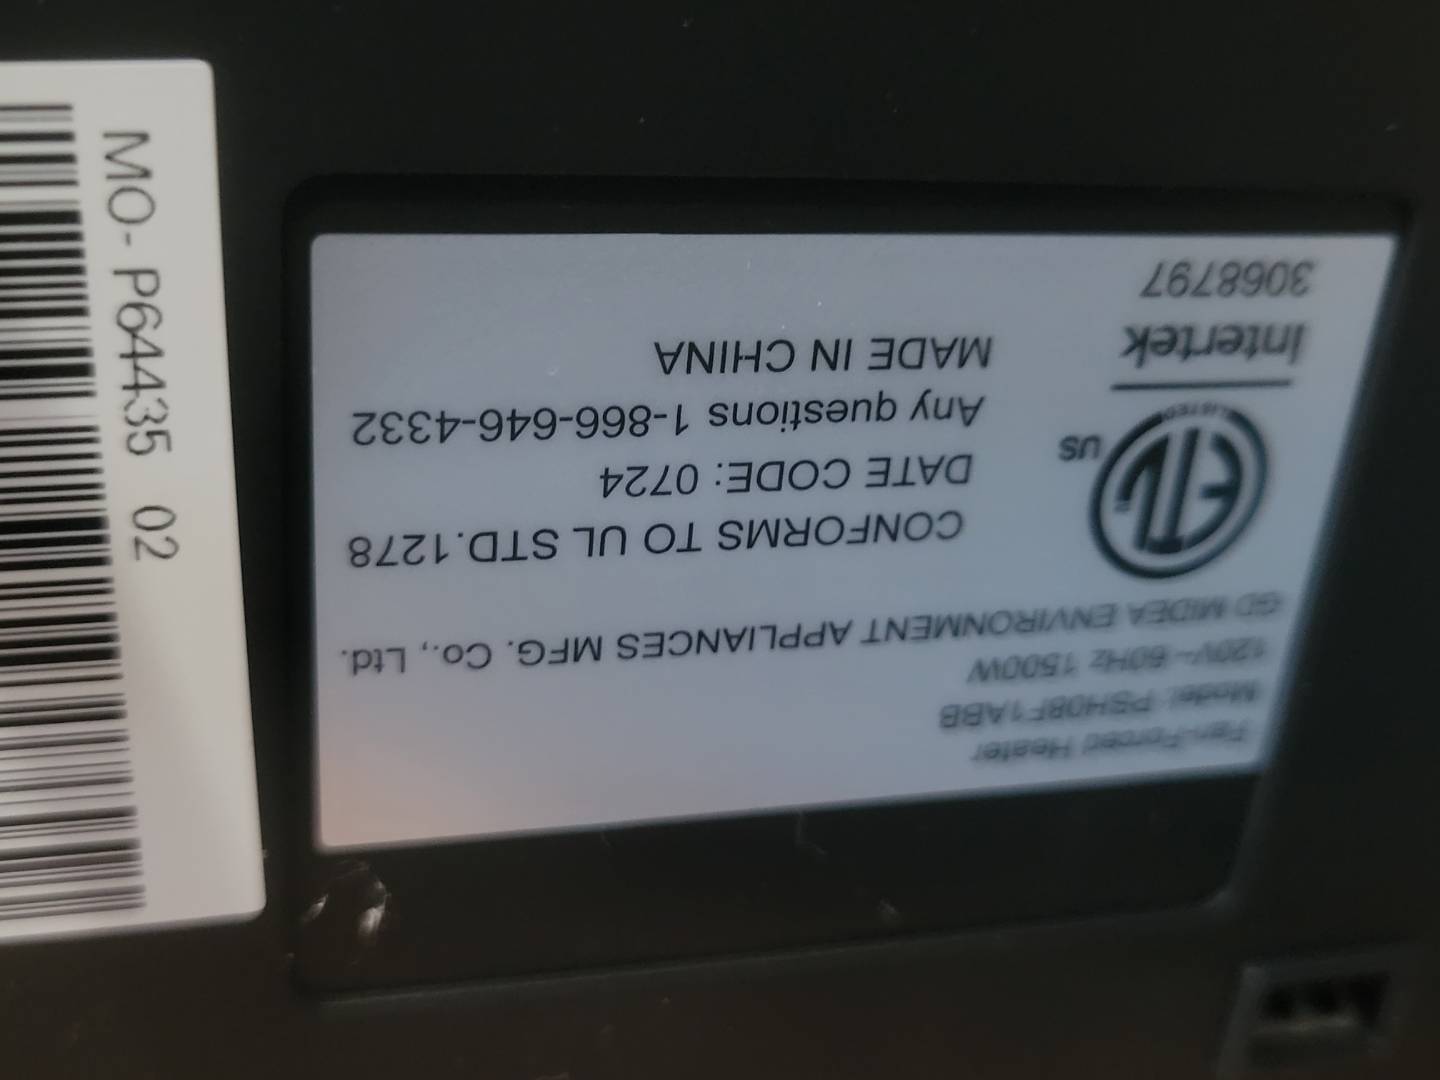 Fan-Forced Heater
Model: PSH08F1ABB
120V~60Hz 1500W
GD MIDEA ENVIRONMENT APPLIANCES MFG. Co., Ltd.
CONFORMS TO UL STD.1278
DATE CODE: 0724
Any questions 1-866-646-4332
MADE IN CHINA
ETL
LISTED
US
Intertek
3068797
MO-P64435 02